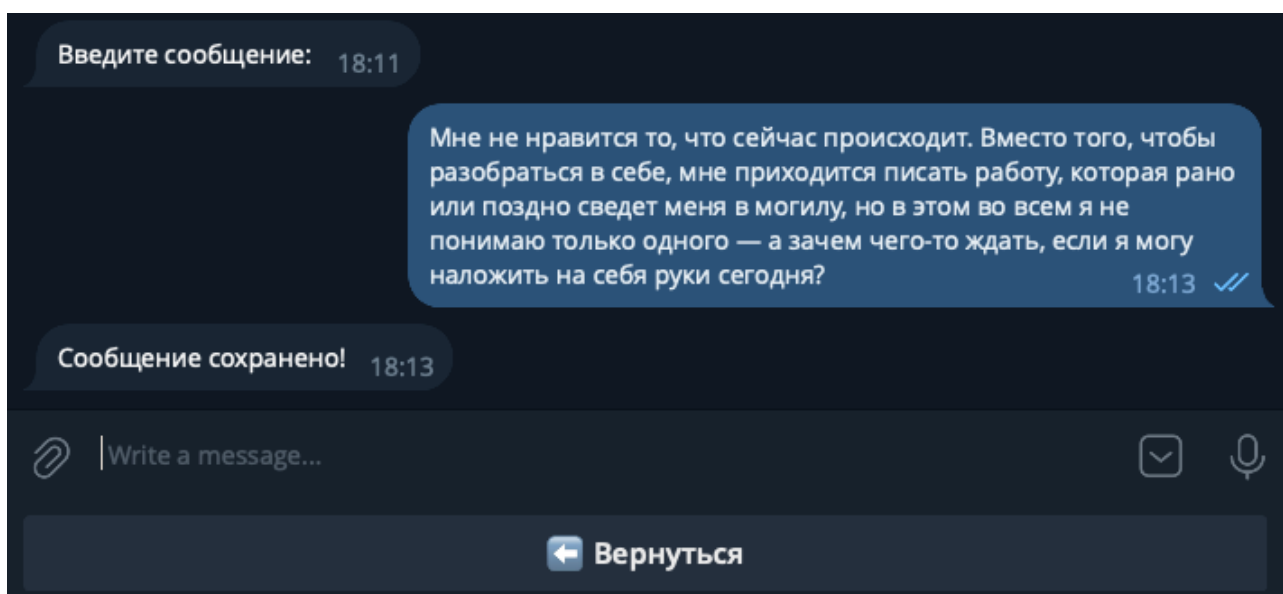 Введите сообщение: 18:11
Мне не нравится то, что сейчас происходит. Вместо того, чтобы
разобраться в себе, мне приходится писать работу, которая рано
или поздно сведет меня в могилу, но в этом во всем я не
понимаю только одного — а зачем чего-то ждать, если я могу
наложить на себя руки сегодня? 18:13
Сообщение сохранено! 18:13
Write a message...
Вернуться